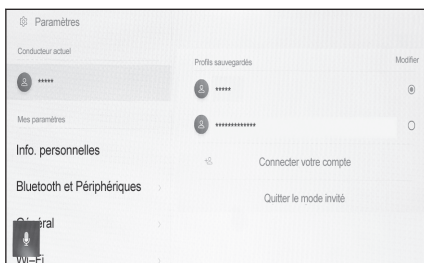 Paramètres
Conducteur actuel
*****
Mes paramètres
Info. personnelles
Bluetooth et Périphériques
Général
Wi-Fi
Profils sauvegardés
Modifier
*****
*************
Connecter votre compte
Quitter le mode invité